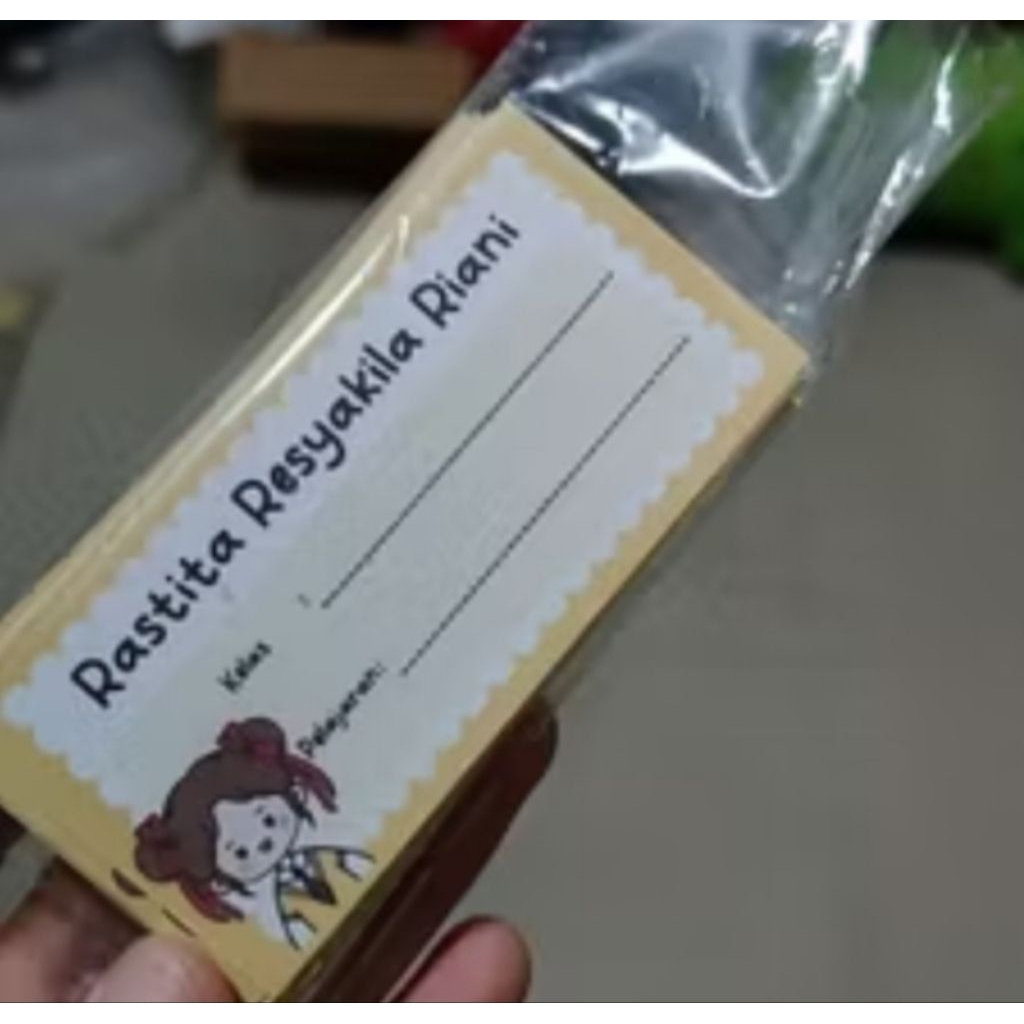 Rastita Resyakila Riani
Kelas :
Pelajaran: